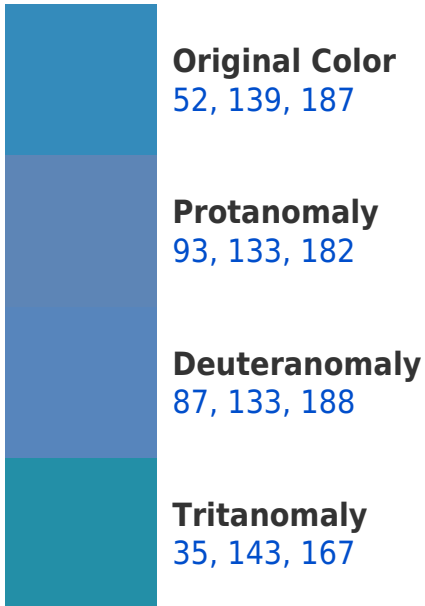 Original Color
52, 139, 187
Protanomaly
93, 133, 182
Deuteranomaly
87, 133, 188
Tritanomaly
35, 143, 167